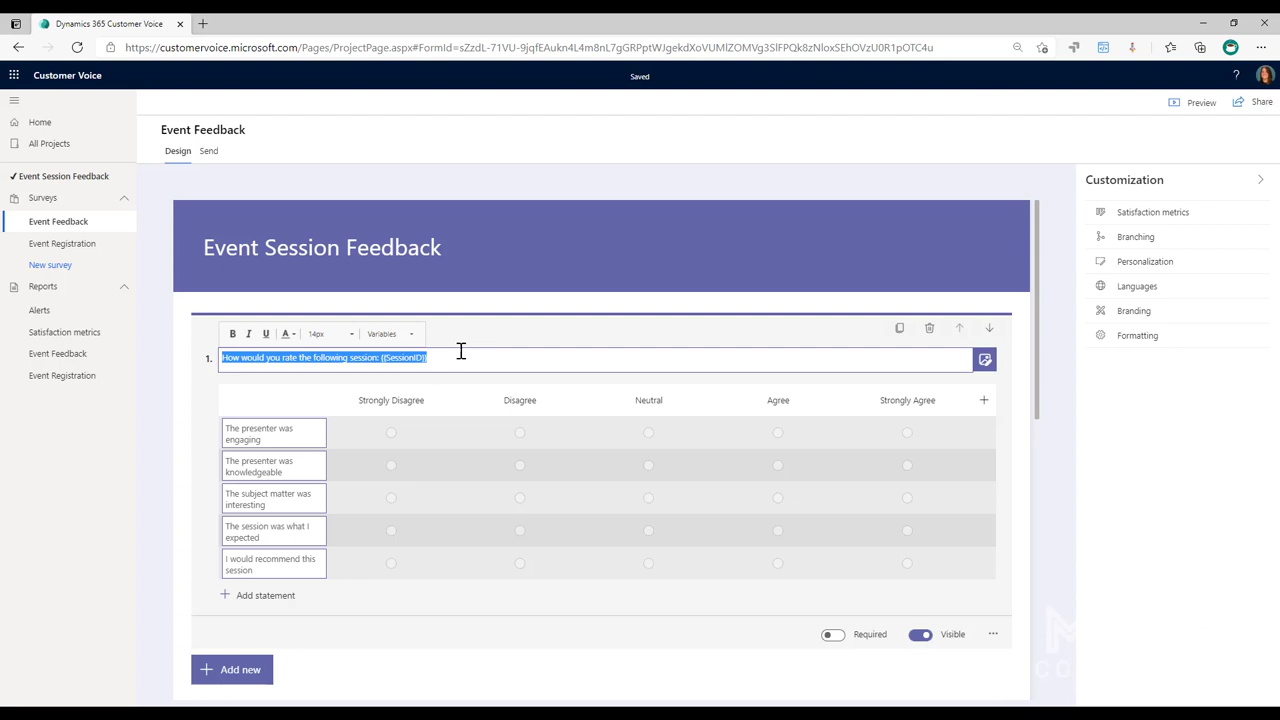 Dynamics 365 Customer Voice
https://customervoice.microsoft.com/Pages/ProjectPage.aspx#FormId=sZzdL-71VU-9jqfEAukn4L4m8nL7gGRPptWJgekdXoVUMlZOMVg3SlFPQk8zNloxSEhOVzU0R1pOTC4u
Customer Voice
Saved
?
Preview
Share
Home
All Projects
Event Session Feedback
Surveys
Event Feedback
Event Registration
New survey
Reports
Alerts
Satisfaction metrics
Event Feedback
Event Registration
Event Feedback
Design Send
Event Session Feedback
B I U A 14px Variables
1. How would you rate the following session: {{SessionID}}
Strongly Disagree Disagree Neutral Agree Strongly Agree
The presenter was
engaging
The presenter was
knowledgeable
The subject matter was
interesting
The session was what I
expected
I would recommend this
session
Add statement
Required Visible
Add new
Customization
Satisfaction metrics
Branching
Personalization
Languages
Branding
Formatting